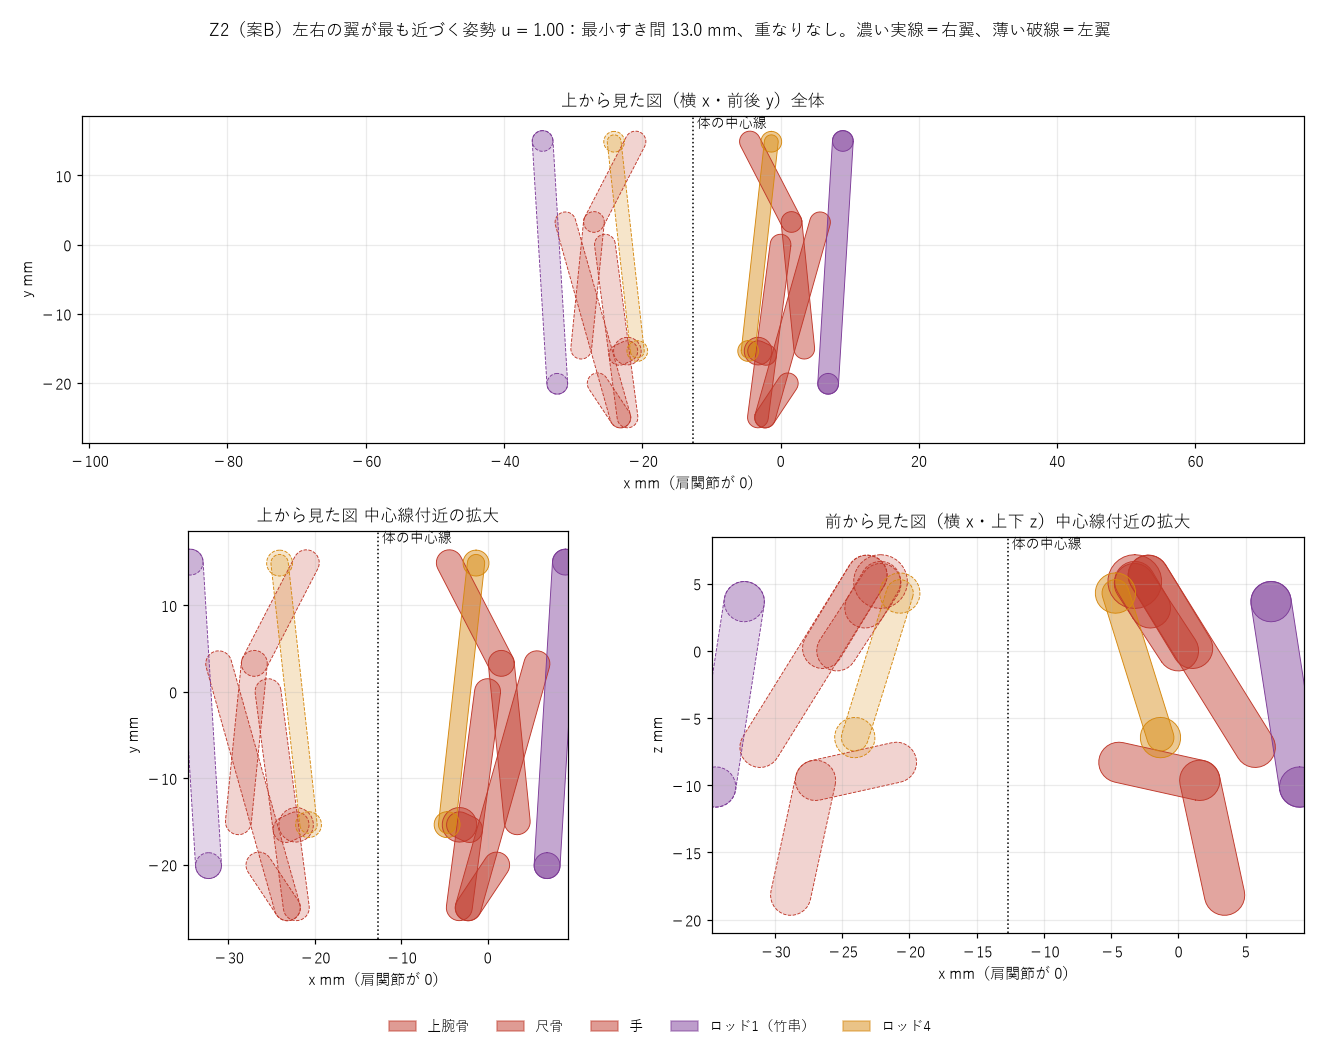 Z2（案B）左右の翼が最も近づく姿勢 u = 1.00：最小すき間 13.0 mm、重なりなし。濃い実線＝右翼、薄い破線＝左翼
上から見た図（横 x・前後 y）全体
体の中心線
10
0
−10
−20
y mm
−100
−80
−60
−40
−20
0
20
40
60
x mm（肩関節が 0）
上から見た図 中心線付近の拡大
体の中心線
10
0
−10
−20
y mm
−30
−20
−10
0
x mm（肩関節が 0）
前から見た図（横 x・上下 z）中心線付近の拡大
体の中心線
5
0
−5
−10
−15
−20
z mm
−30
−25
−20
−15
−10
−5
0
5
x mm（肩関節が 0）
上腕骨
尺骨
手
ロッド1（竹串）
ロッド4